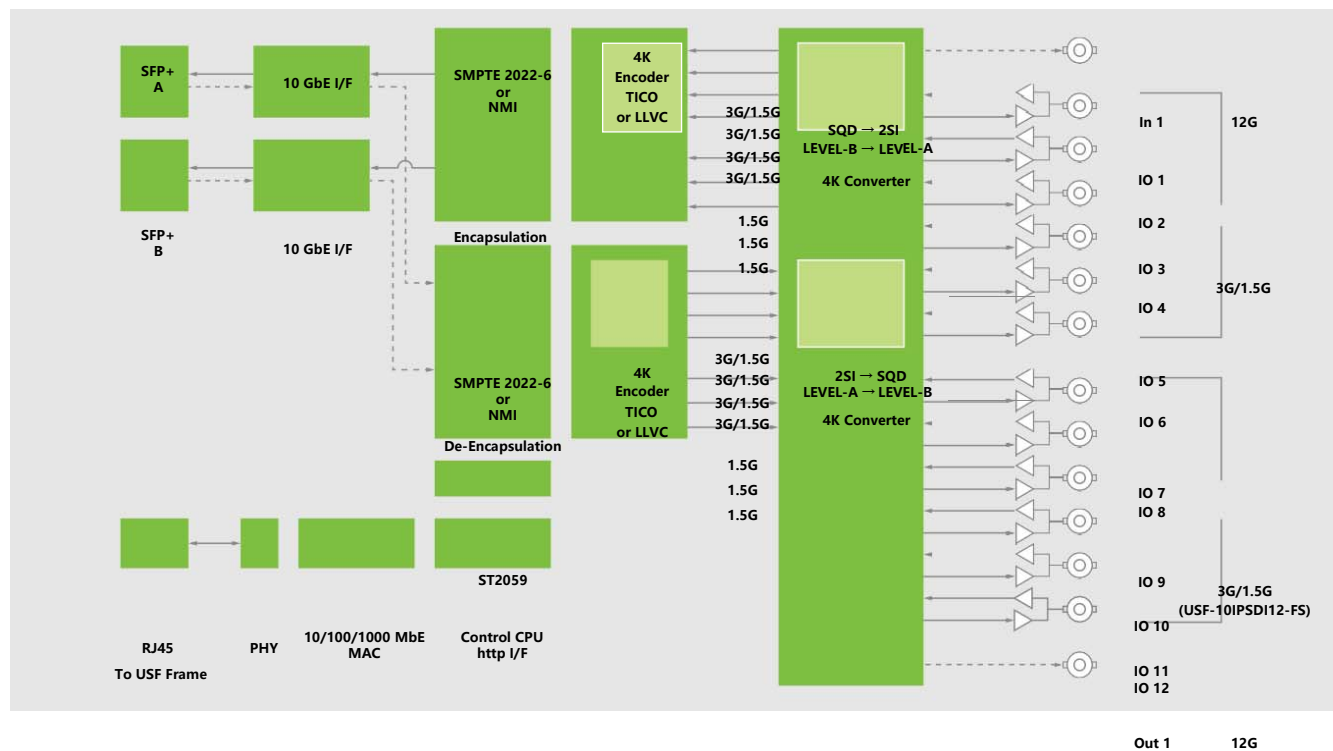 SFP+
A
10 GbE I/F
SMPTE 2022-6
or
NMI
4K
Encoder
TICO
or LLVC
3G/1.5G
3G/1.5G
3G/1.5G
3G/1.5G
SQD → 2SI
LEVEL-B → LEVEL-A
4K Converter
In 1
12G
IO 1
1.5G
1.5G
1.5G
IO 2
SFP+
B
10 GbE I/F
Encapsulation
IO 3
3G/1.5G
IO 4
3G/1.5G
3G/1.5G
3G/1.5G
3G/1.5G
4K
Encoder
TICO
or LLVC
SMPTE 2022-6
or
NMI
De-Encapsulation
2SI → SQD
LEVEL-A → LEVEL-B
4K Converter
IO 5
IO 6
1.5G
1.5G
1.5G
IO 7
IO 8
ST2059
IO 9
3G/1.5G
(USF-10IPSDI12-FS)
IO 10
RJ45
To USF Frame
PHY
10/100/1000 MbE
MAC
Control CPU
http I/F
IO 11
IO 12
Out 1
12G